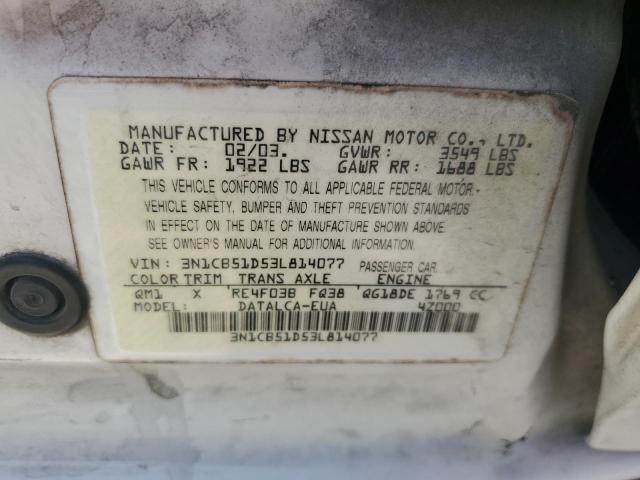 MANUFACTURED BY NISSAN MOTOR CO., LTD.
DATE: 02/03. GVWR: 3549 LBS
GAWR FR: 1922 LBS GAWR RR: 1688 LBS
THIS VEHICLE CONFORMS TO ALL APPLICABLE FEDERAL MOTOR-
VEHICLE SAFETY, BUMPER AND THEFT PREVENTION STANDARDS
IN EFFECT ON THE DATE OF MANUFACTURE SHOWN ABOVE.
SEE OWNER'S MANUAL FOR ADDITIONAL INFORMATION.
VIN: 3N1CB51D53L814077 PASSENGER CAR
COLOR TRIM TRANS AXLE ENGINE
QM1 X RE4F03B FQ38 QG18DE 1769 CC
MODEL: DATALCA-EUA 4Z000
3N1CB51D53L814077